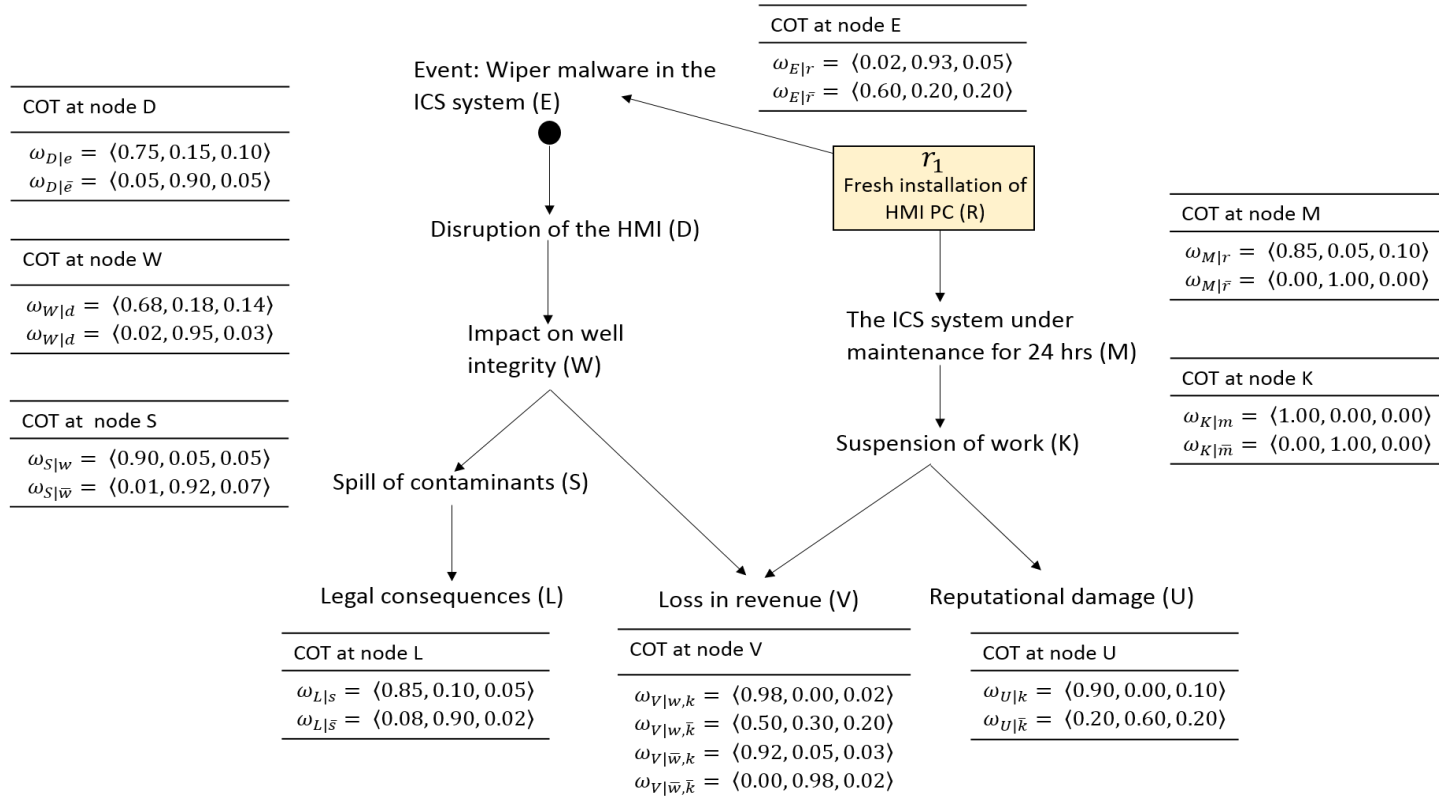 COT at node E
ω_{E|r} = ⟨0.02, 0.93, 0.05⟩
ω_{E|r̄} = ⟨0.60, 0.20, 0.20⟩
Event: Wiper malware in the
ICS system (E)
COT at node D
ω_{D|e} = ⟨0.75, 0.15, 0.10⟩
ω_{D|ē} = ⟨0.05, 0.90, 0.05⟩
r₁
Fresh installation of
HMI PC (R)
Disruption of the HMI (D)
COT at node M
ω_{M|r} = ⟨0.85, 0.05, 0.10⟩
ω_{M|r̄} = ⟨0.00, 1.00, 0.00⟩
COT at node W
ω_{W|d} = ⟨0.68, 0.18, 0.14⟩
ω_{W|d} = ⟨0.02, 0.95, 0.03⟩
Impact on well
integrity (W)
The ICS system under
maintenance for 24 hrs (M)
COT at node K
ω_{K|m} = ⟨1.00, 0.00, 0.00⟩
ω_{K|m̄} = ⟨0.00, 1.00, 0.00⟩
COT at node S
ω_{S|w} = ⟨0.90, 0.05, 0.05⟩
ω_{S|w̄} = ⟨0.01, 0.92, 0.07⟩
Suspension of work (K)
Spill of contaminants (S)
Legal consequences (L)
Loss in revenue (V)
Reputational damage (U)
COT at node L
ω_{L|s} = ⟨0.85, 0.10, 0.05⟩
ω_{L|s̄} = ⟨0.08, 0.90, 0.02⟩
COT at node V
ω_{V|w,k} = ⟨0.98, 0.00, 0.02⟩
ω_{V|w,k̄} = ⟨0.50, 0.30, 0.20⟩
ω_{V|w̄,k} = ⟨0.92, 0.05, 0.03⟩
ω_{V|w̄,k̄} = ⟨0.00, 0.98, 0.02⟩
COT at node U
ω_{U|k} = ⟨0.90, 0.00, 0.10⟩
ω_{U|k̄} = ⟨0.20, 0.60, 0.20⟩